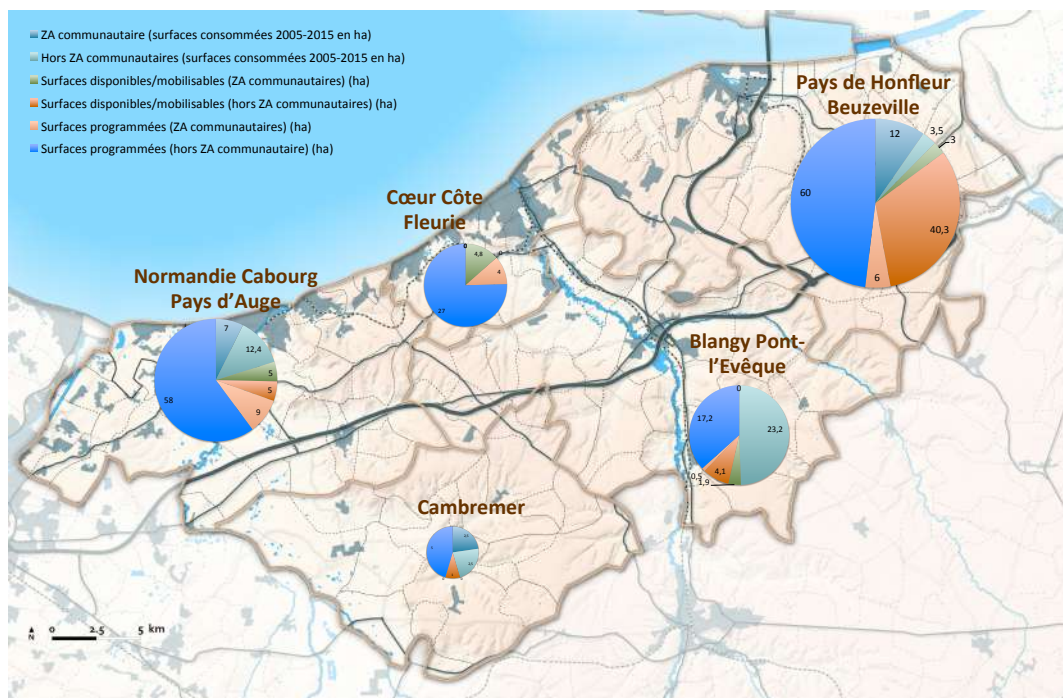 ZA communautaire (surfaces consommées 2005-2015 en ha)
Hors ZA communautaires (surfaces consommées 2005-2015 en ha)
Surfaces disponibles/mobilisables (ZA communautaires) (ha)
Surfaces disponibles/mobilisables (hors ZA communautaires) (ha)
Surfaces programmées (ZA communautaires) (ha)
Surfaces programmées (hors ZA communautaire) (ha)
Pays de Honfleur
Beuzeville
12
3,5
3
60
40,3
6
Cœur Côte
Fleurie
0
4,8
0
4
27
Normandie Cabourg
Pays d'Auge
7
12,4
5
5
9
58
Blangy Pont-
l'Evêque
0
17,2
23,2
0,5
4,1
1,9
Cambremer
N
0 2.5 5 km